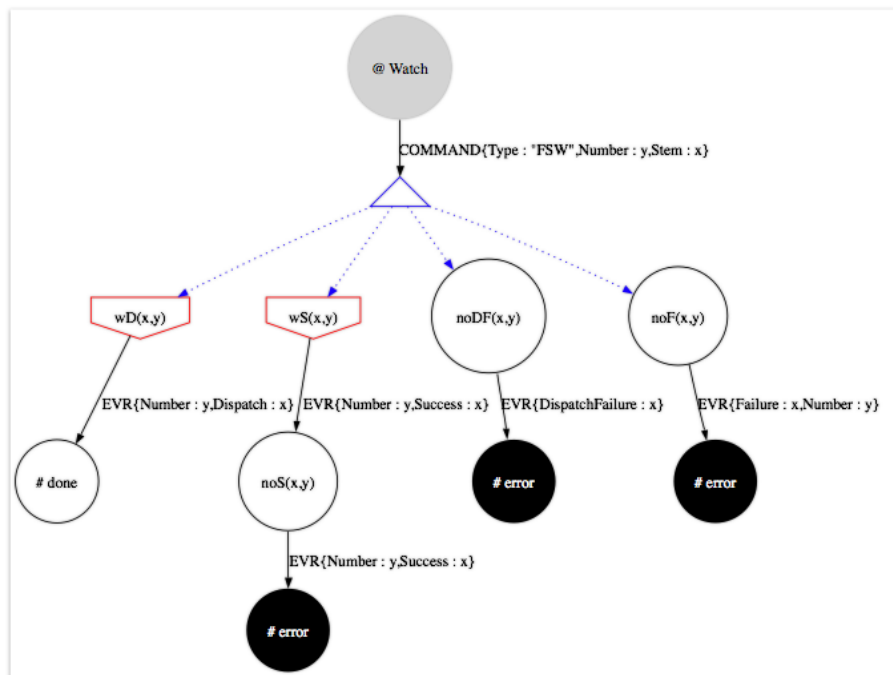 @ Watch
COMMAND{Type : "FSW",Number : y,Stem : x}
wD(x,y)
wS(x,y)
noDF(x,y)
noF(x,y)
EVR{Number : y,Dispatch : x}
EVR{Number : y,Success : x}
EVR{DispatchFailure : x}
EVR{Failure : x,Number : y}
# done
noS(x,y)
# error
# error
EVR{Number : y,Success : x}
# error